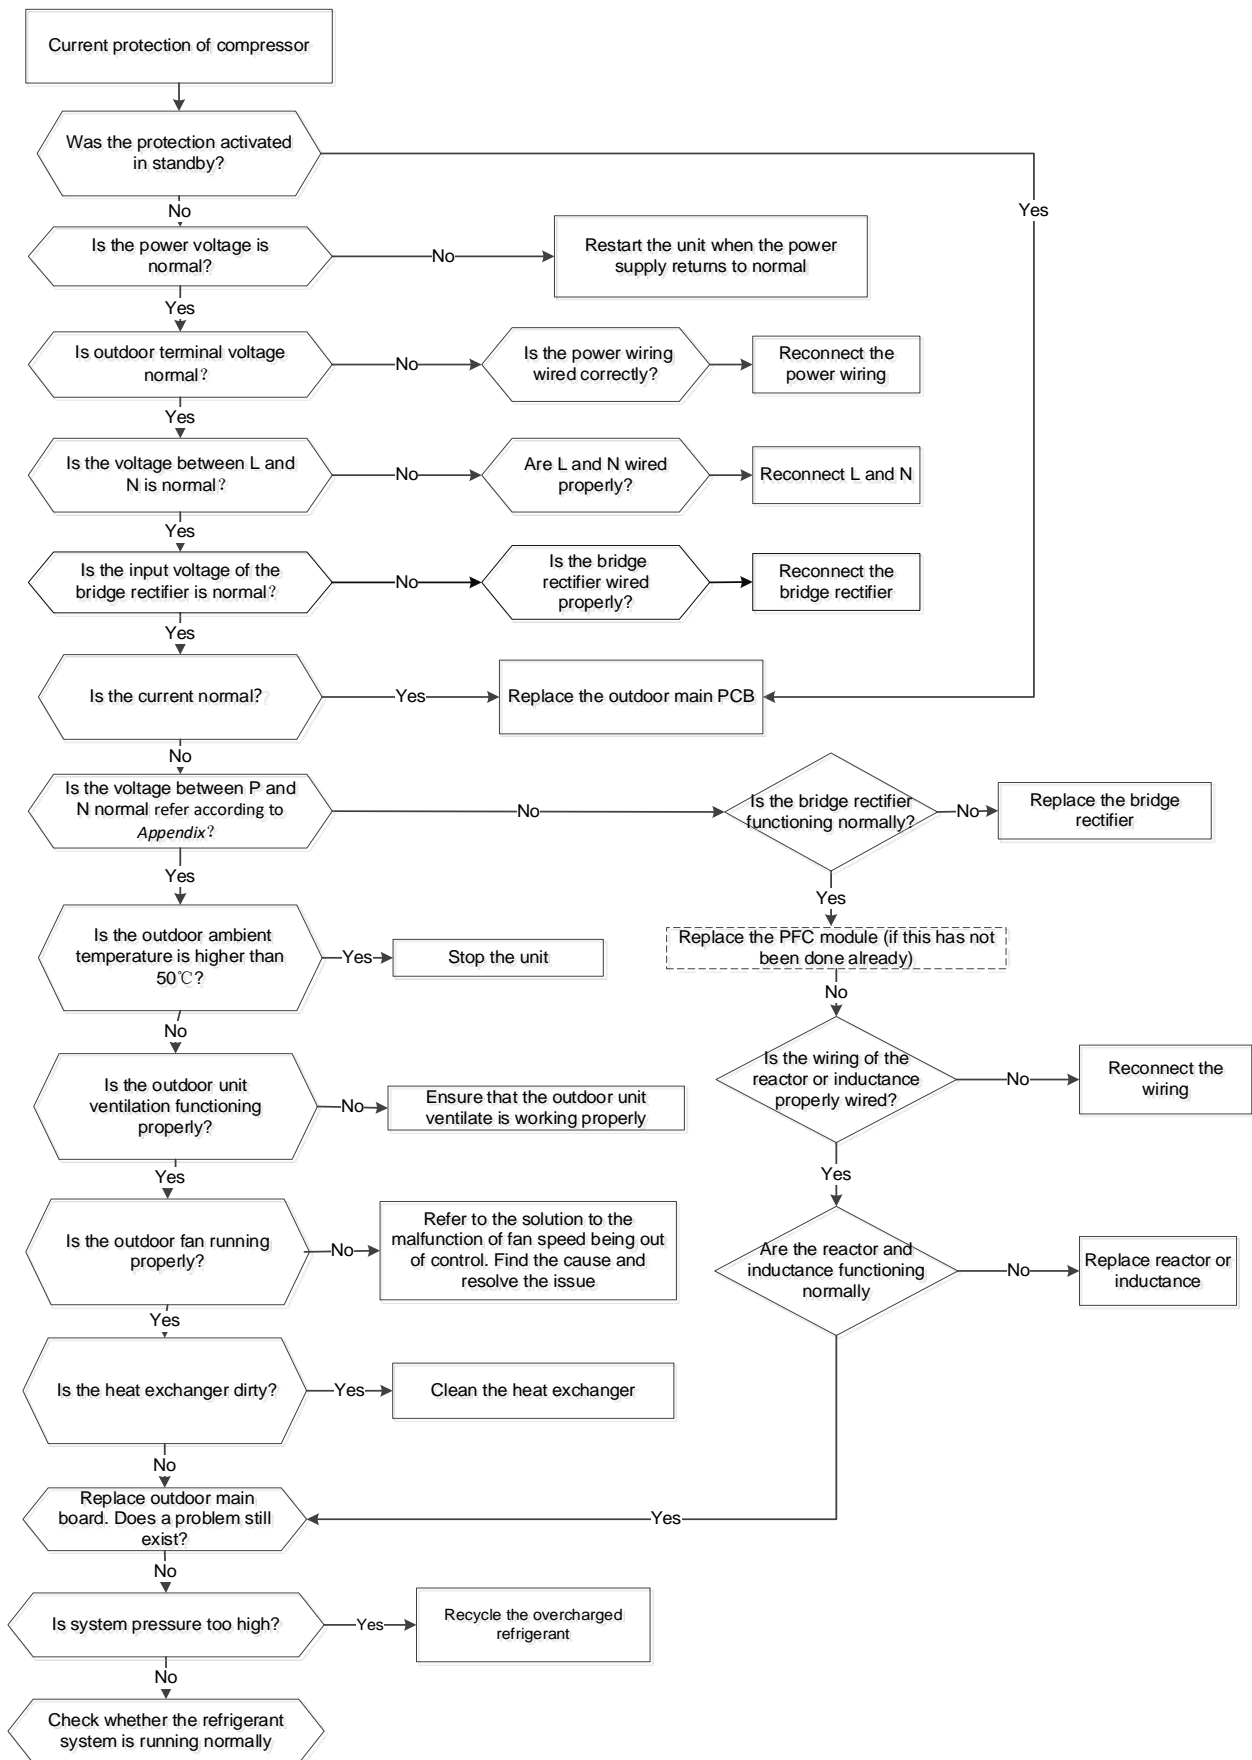 Current protection of compressor
Was the protection activated
in standby?
Yes
No
Is the power voltage is
normal?
No
Restart the unit when the power
supply returns to normal
Yes
Is outdoor terminal voltage
normal？
No
Is the power wiring
wired correctly?
Reconnect the
power wiring
Yes
Is the voltage between L and
N is normal？
No
Are L and N wired
properly?
Reconnect L and N
Yes
Is the input voltage of the
bridge rectifier is normal？
No
Is the bridge
rectifier wired
properly?
Reconnect the
bridge rectifier
Yes
Is the current normal?
Yes
Replace the outdoor main PCB
No
Is the voltage between P and
N normal refer according to
Appendix？
No
Is the bridge rectifier
functioning normally?
No
Replace the bridge
rectifier
Yes
Yes
Replace the PFC module (if this has not
been done already)
Is the outdoor ambient
temperature is higher than
50℃？
Yes
Stop the unit
No
No
Is the outdoor unit
ventilation functioning
properly?
No
Ensure that the outdoor unit
ventilate is working properly
Is the wiring of the
reactor or inductance
properly wired?
No
Reconnect the
wiring
Yes
Yes
Is the outdoor fan running
properly?
No
Refer to the solution to the
malfunction of fan speed being out
of control. Find the cause and
resolve the issue
Are the reactor and
inductance functioning
normally
No
Replace reactor or
inductance
Yes
Is the heat exchanger dirty?
Yes
Clean the heat exchanger
No
Replace outdoor main
board. Does a problem still
exist?
Yes
No
Is system pressure too high?
Yes
Recycle the overcharged
refrigerant
No
Check whether the refrigerant
system is running normally